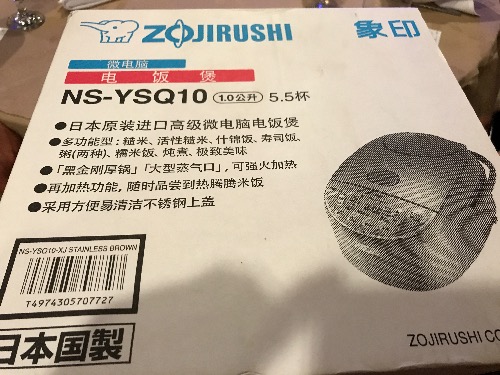 ZOJIRUSHI 象印
微电脑
电饭煲
NS-YSQ10 1.0公升 5.5杯
●日本原装进口高级微电脑电饭煲
●多功能型：糙米、活性糙米、什锦饭、寿司饭、
粥(两种)、糯米饭、炖煮、极致美味
●「黑金刚厚锅」「大型蒸气口」，可强火加热
●再加热功能，随时品尝到热腾腾米饭
●采用方便易清洁不锈钢上盖
NS-YSQ10-XJ STAINLESS BROWN
T4974305707727
日本国製
ZOJIRUSHI CO